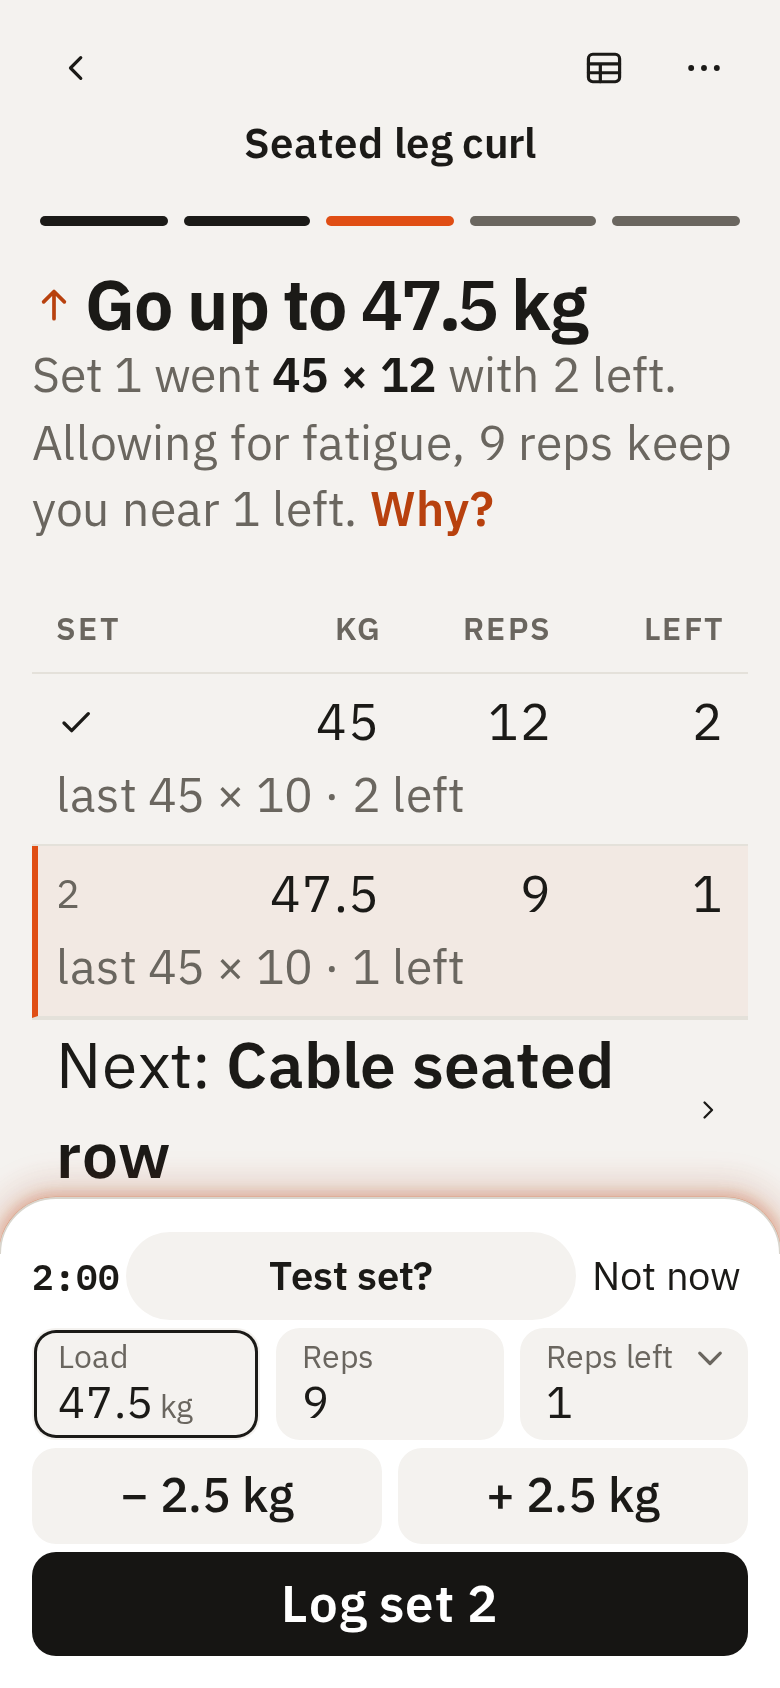 Seated leg curl
Go up to 47.5 kg
Set 1 went 45 × 12 with 2 left.
Allowing for fatigue, 9 reps keep
you near 1 left. Why?
SET KG REPS LEFT
45 12 2
last 45 × 10 · 2 left
2 47.5 9 1
last 45 × 10 · 1 left
Next: Cable seated
row
2:00 Test set? Not now
Load Reps Reps left
47.5 kg 9 1
− 2.5 kg + 2.5 kg
Log set 2